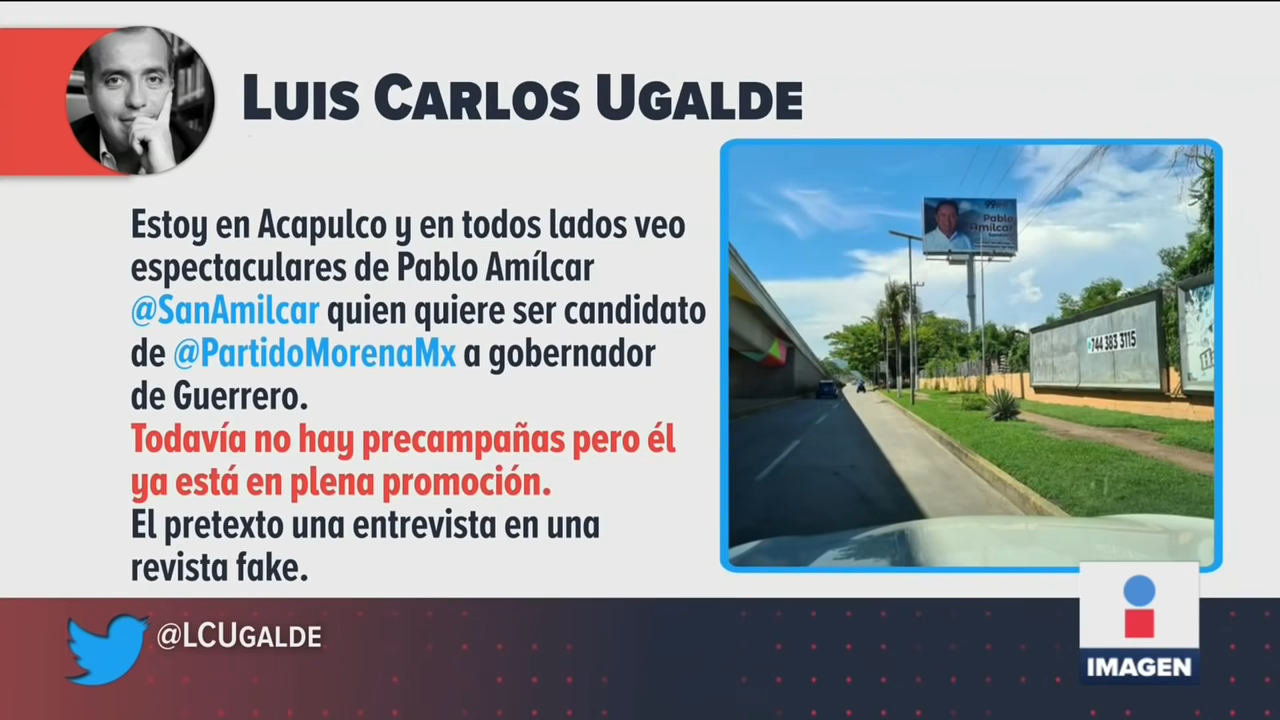 LUIS CARLOS UGALDE
Estoy en Acapulco y en todos lados veo
espectaculares de Pablo Amílcar
@SanAmilcar quien quiere ser candidato
de @PartidoMorenaMx a gobernador
de Guerrero.
Todavía no hay precampañas pero él
ya está en plena promoción.
El pretexto una entrevista en una
revista fake.
99
Pablo
Amílcar
744 383 3115
@LCUGALDE
IMAGEN